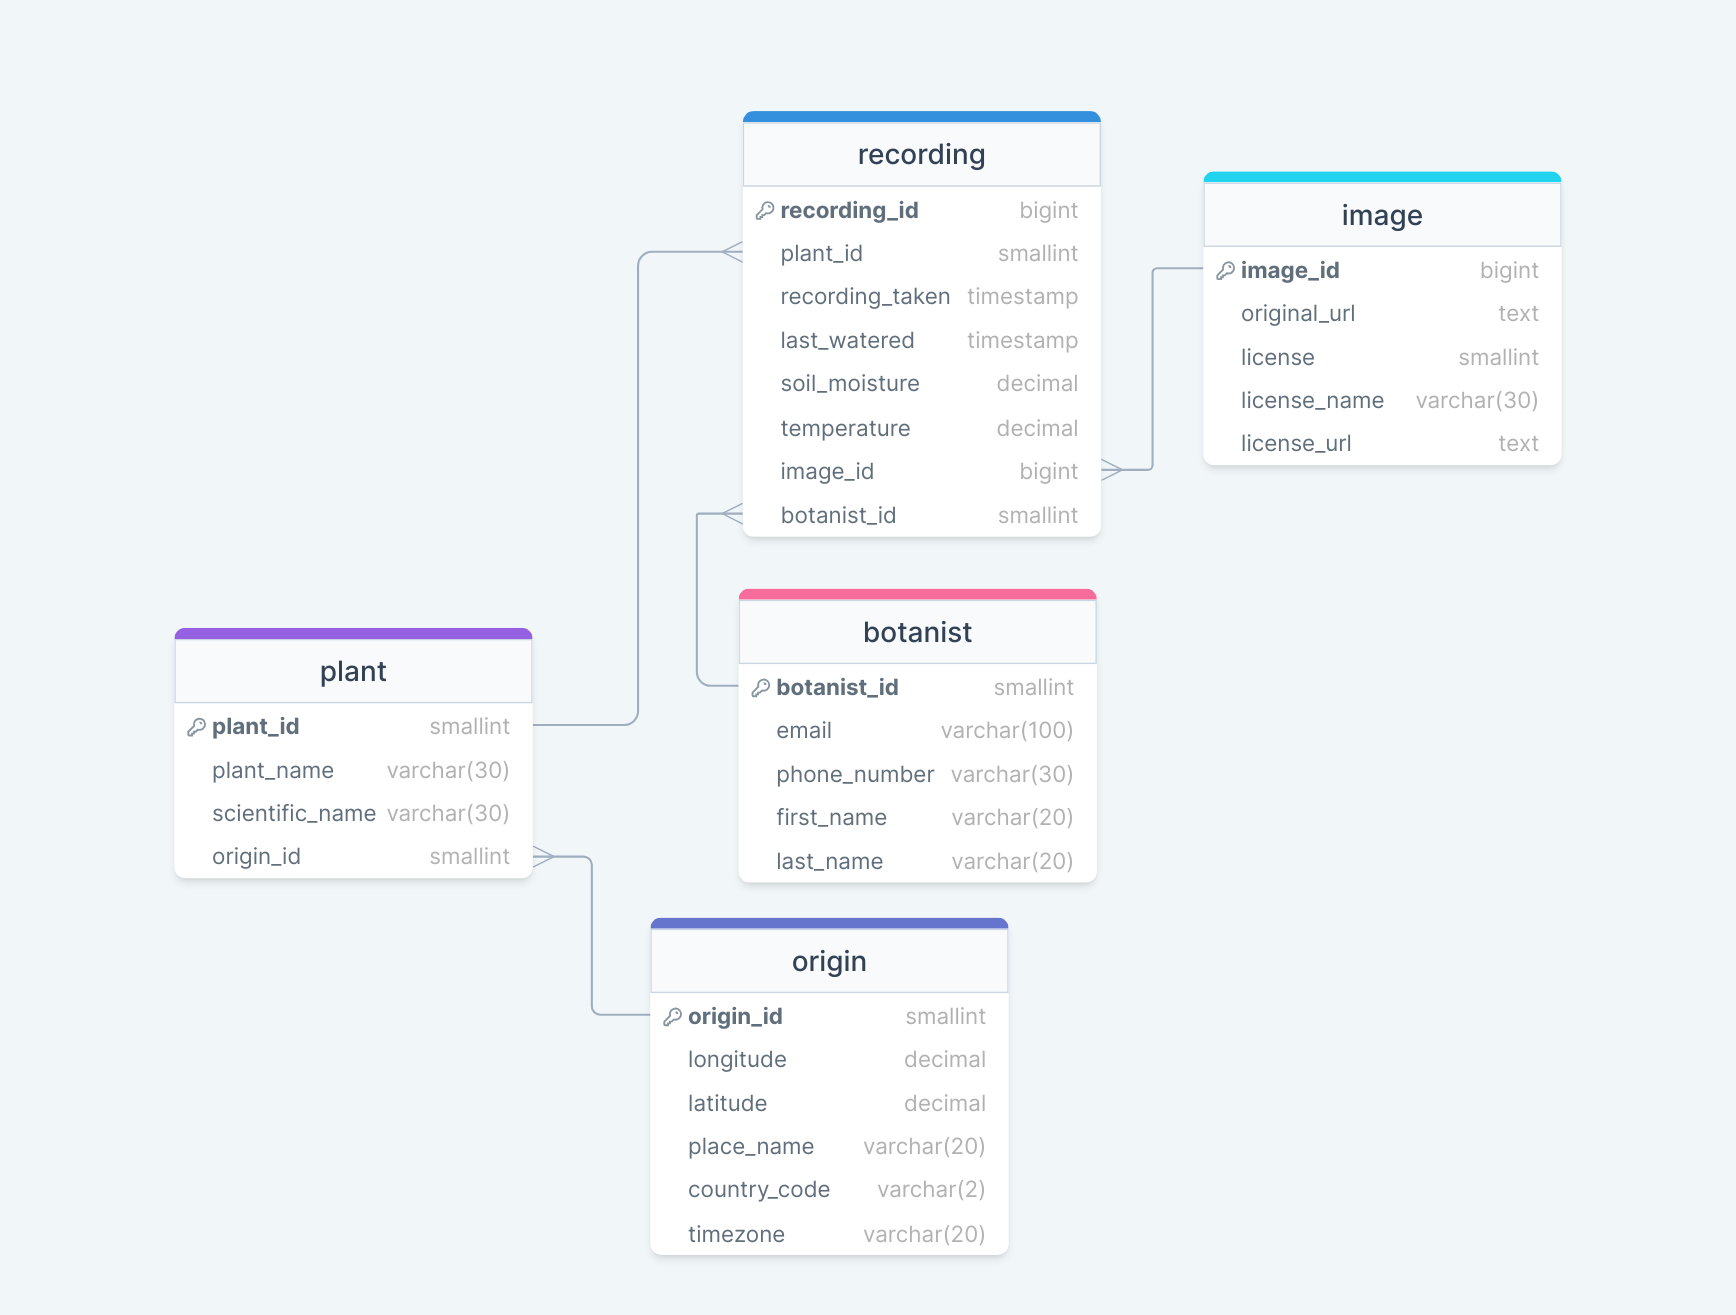 recording
recording_id bigint
plant_id smallint
recording_taken timestamp
last_watered timestamp
soil_moisture decimal
temperature decimal
image_id bigint
botanist_id smallint
image
image_id bigint
original_url text
license smallint
license_name varchar(30)
license_url text
botanist
botanist_id smallint
email varchar(100)
phone_number varchar(30)
first_name varchar(20)
last_name varchar(20)
plant
plant_id smallint
plant_name varchar(30)
scientific_name varchar(30)
origin_id smallint
origin
origin_id smallint
longitude decimal
latitude decimal
place_name varchar(20)
country_code varchar(2)
timezone varchar(20)